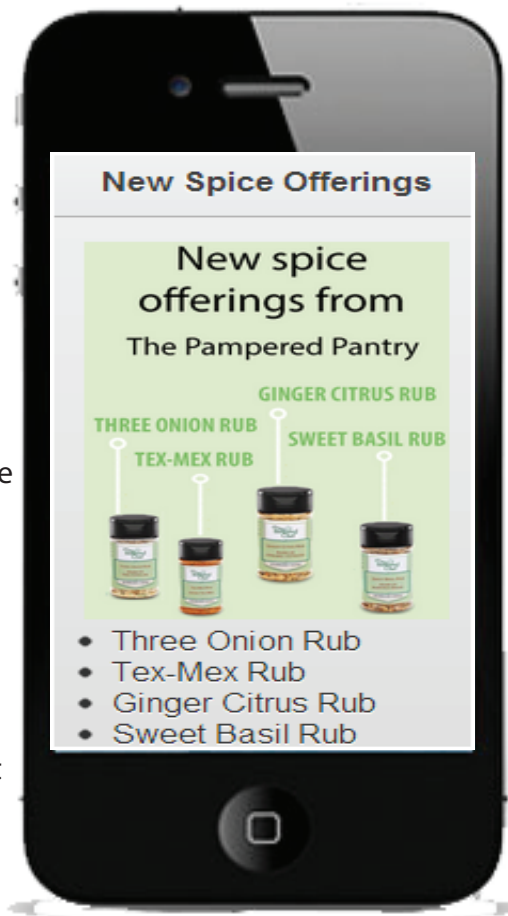 New Spice Offerings
New spice
offerings from
The Pampered Pantry
GINGER CITRUS RUB
THREE ONION RUB
SWEET BASIL RUB
TEX-MEX RUB
• Three Onion Rub
• Tex-Mex Rub
• Ginger Citrus Rub
• Sweet Basil Rub
e